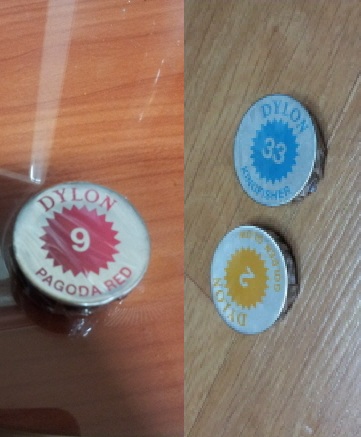 DYLON
9
PAGODA RED
DYLON
33
KINGFISHER
DYLON
2